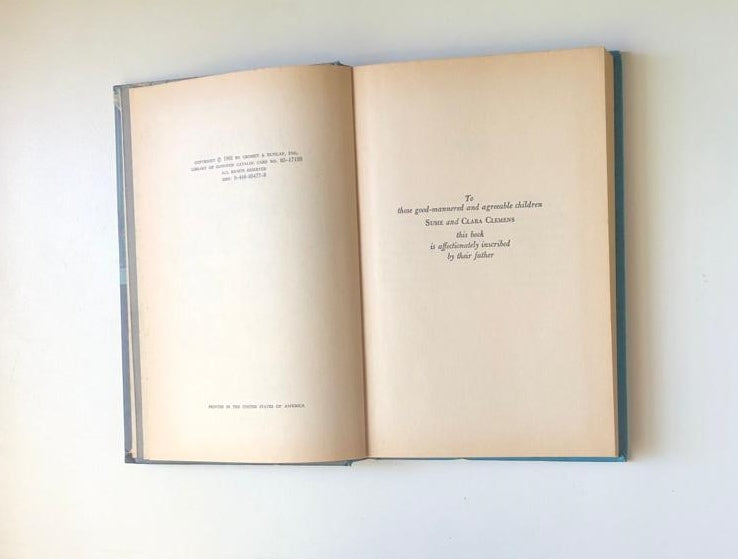 COPYRIGHT © 1963 BY GROSSET & DUNLAP, INC.
LIBRARY OF CONGRESS CATALOG CARD NO.
ALL RIGHTS RESERVED
PRINTED IN THE UNITED STATES OF AMERICA
To
those good-mannered and agreeable children
SUSIE and CLARA CLEMENS
this book
is affectionately inscribed
by their father